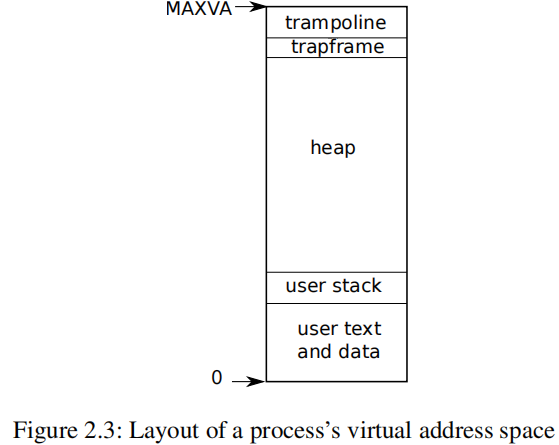 MAXVA
trampoline
trapframe
heap
user stack
user text
and data
0
Figure 2.3: Layout of a process’s virtual address space